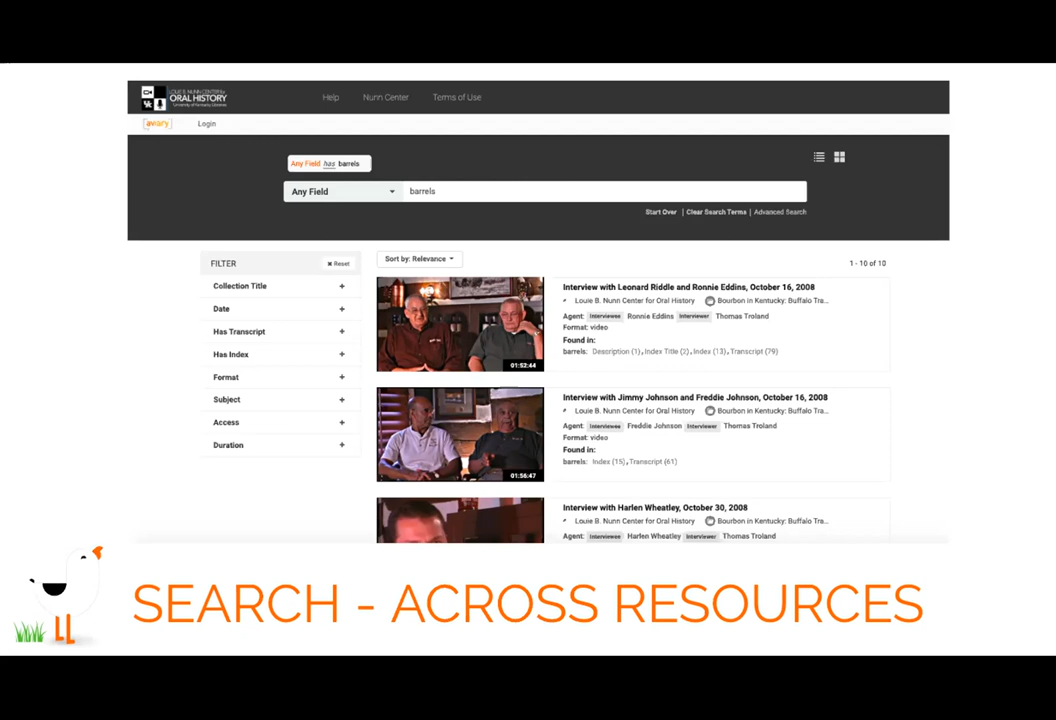 LOUIE B. NUNN CENTER for
ORAL HISTORY
University of Kentucky Libraries
Help Nunn Center Terms of Use
aviary Login
Any Field has barrels
Any Field barrels
Start Over | Clear Search Terms | Advanced Search
FILTER Reset
Sort by: Relevance
1 - 10 of 10
Collection Title +
Date +
Has Transcript +
Has Index +
Format +
Subject +
Access +
Duration +
01:52:44
Interview with Leonard Riddle and Ronnie Eddins, October 16, 2008
Louie B. Nunn Center for Oral History Bourbon in Kentucky: Buffalo Tra...
Agent: Interviewee Ronnie Eddins Interviewer Thomas Troland
Format: video
Found in:
barrels: Description (1), Index Title (2), Index (13), Transcript (79)
01:56:47
Interview with Jimmy Johnson and Freddie Johnson, October 16, 2008
Louie B. Nunn Center for Oral History Bourbon in Kentucky: Buffalo Tra...
Agent: Interviewee Freddie Johnson Interviewer Thomas Troland
Format: video
Found in:
barrels: Index (15), Transcript (61)
Interview with Harlen Wheatley, October 30, 2008
Louie B. Nunn Center for Oral History Bourbon in Kentucky: Buffalo Tra...
Agent: Interviewee Harlen Wheatley Interviewer Thomas Troland
SEARCH - ACROSS RESOURCES